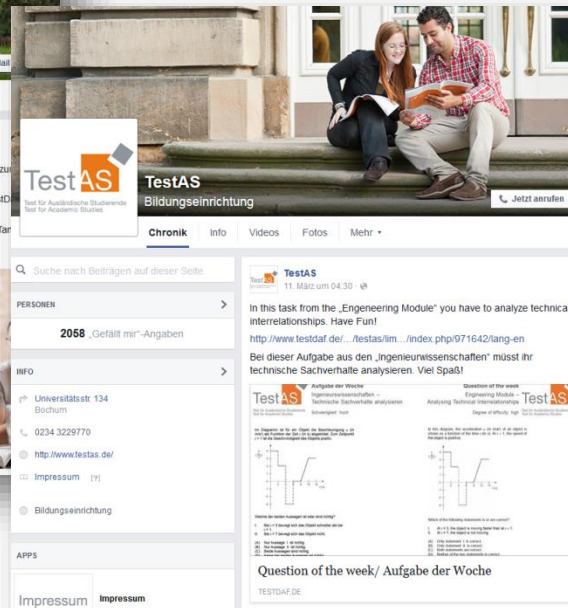 TestAS
Test für Ausländische Studierende
Test for Academic Studies
TestAS
Bildungseinrichtung
Jetzt anrufen
Chronik
Info
Videos
Fotos
Mehr
Suche nach Beiträgen auf dieser Seite
PERSONEN
2058 „Gefällt mir“-Angaben
INFO
Universitätsstr. 134
Bochum
0234 3229770
http://www.testas.de/
Impressum [?]
Bildungseinrichtung
APPS
Impressum
Impressum
TestAS
11. März um 04:30
In this task from the „Engeneering Module“ you have to analyze technica
interrelationships. Have Fun!
http://www.testdaf.de/…/testas/lim…/index.php/971642/lang-en
Bei dieser Aufgabe aus den „Ingenieurwissenschaften“ müsst ihr
technische Sachverhalte analysieren. Viel Spaß!
TestAS
Aufgabe der Woche
Ingenieurwissenschaften –
Technische Sachverhalte analysieren
Schwierigkeit: hoch
Question of the week
Engineering Module –
Analysing Technical Interrelationships
Degree of difficulty: high
TestAS
Question of the week/ Aufgabe der Woche
TESTDAF.DE